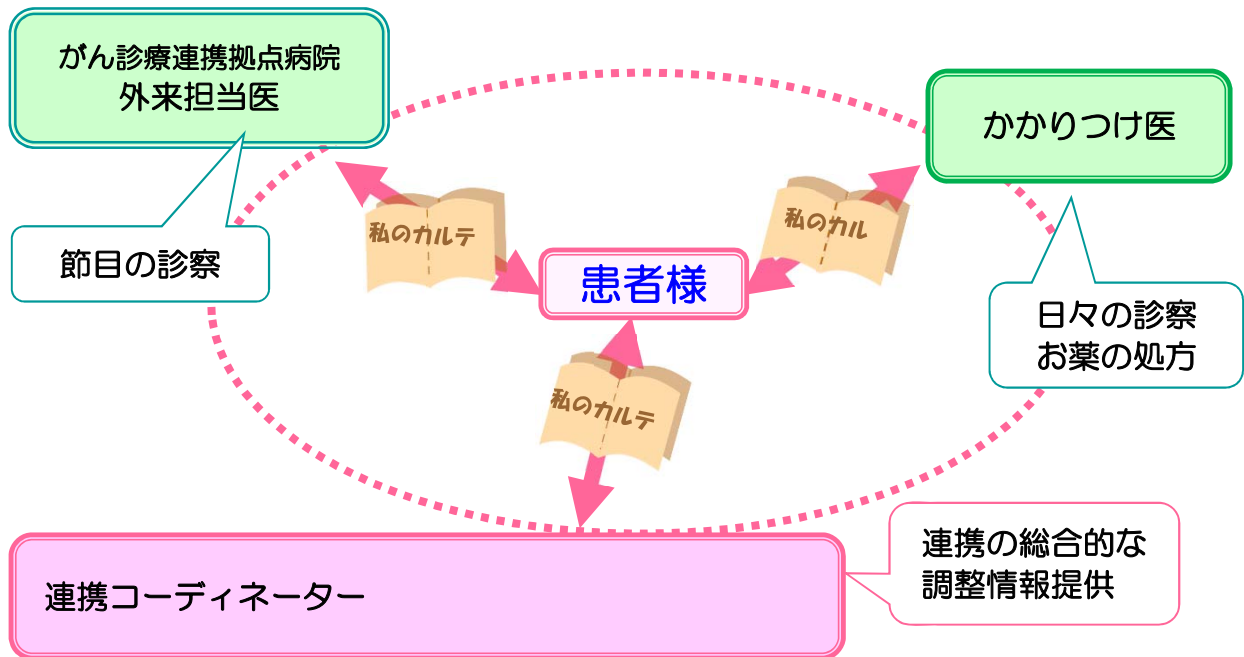 がん診療連携拠点病院
外来担当医
かかりつけ医
節目の診察
私のカルテ
私のカル
患者様
日々の診察
お薬の処方
私のカルテ
連携コーディネーター
連携の総合的な
調整情報提供